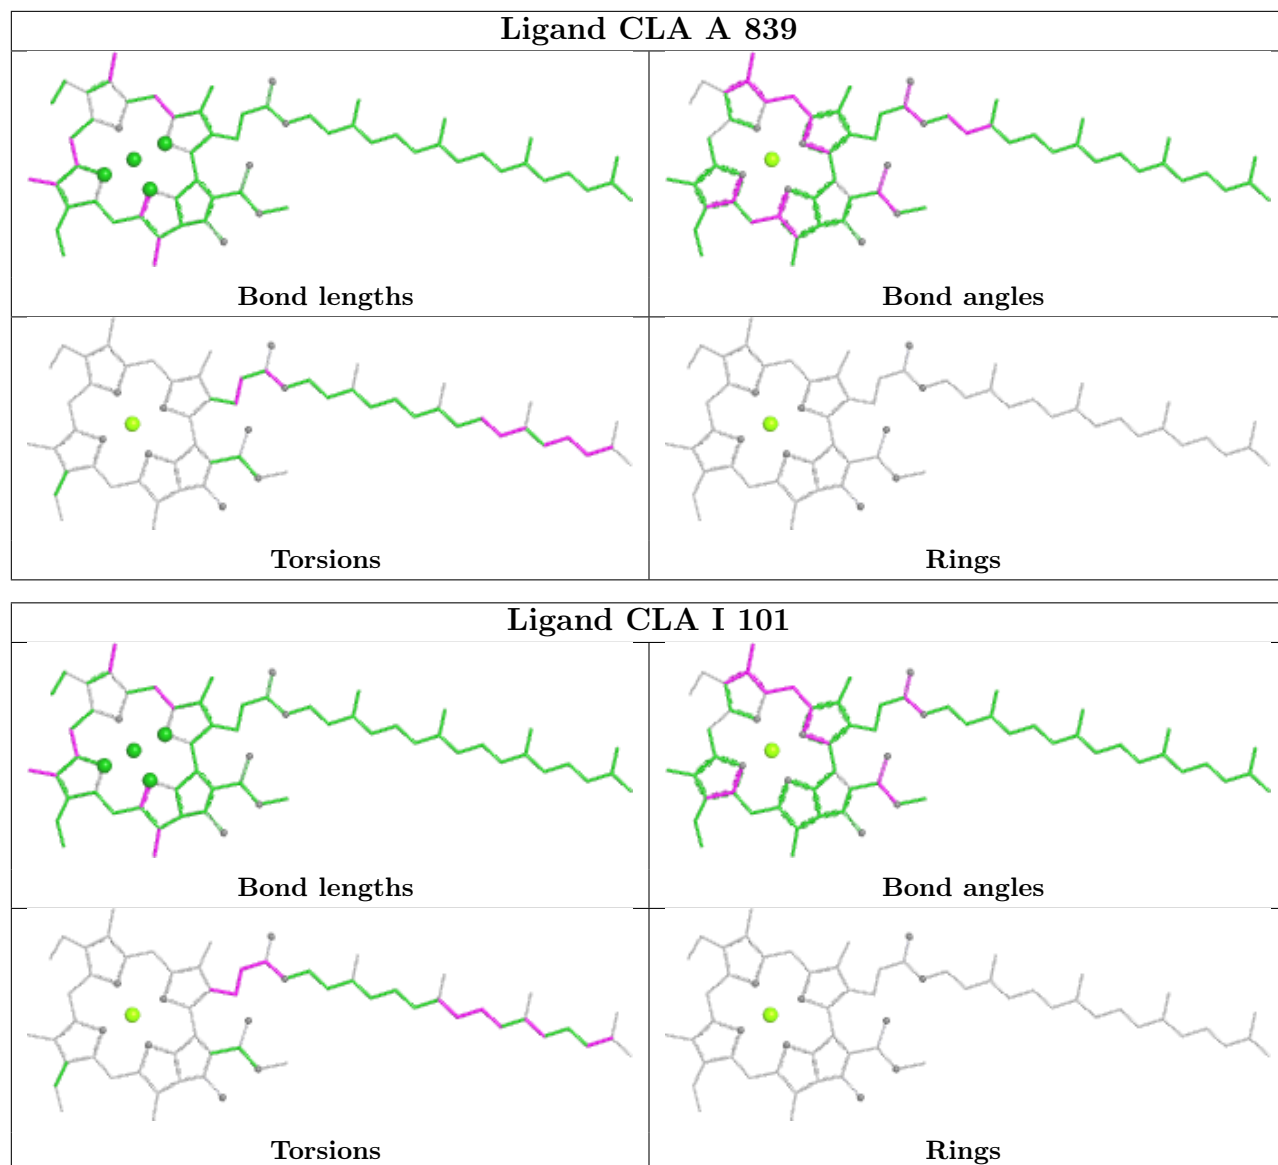 Ligand CLA A 839
Bond lengths
Bond angles
Torsions
Rings
Ligand CLA I 101
Bond lengths
Bond angles
Torsions
Rings